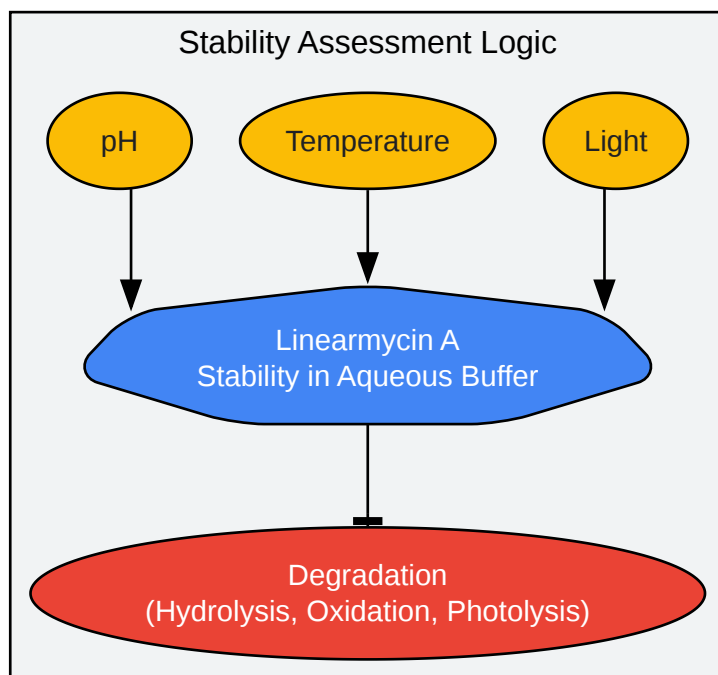 Stability Assessment Logic
pH
Temperature
Light
Linearmycin A
Stability in Aqueous Buffer
Degradation
(Hydrolysis, Oxidation, Photolysis)